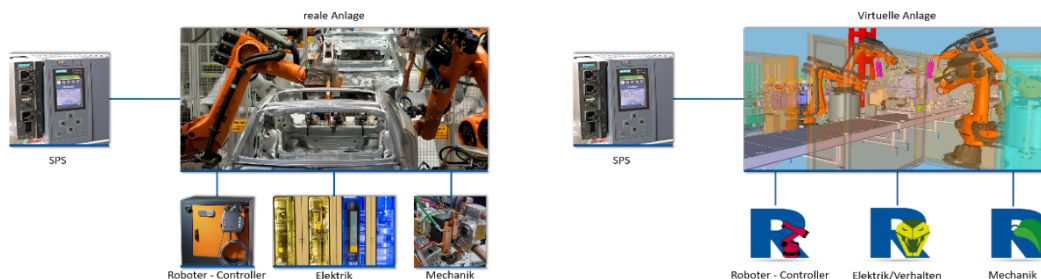 reale Anlage
SPS
Roboter - Controller
Elektrik
Mechanik
Virtuelle Anlage
SPS
Roboter - Controller
Elektrik/Verhalten
Mechanik